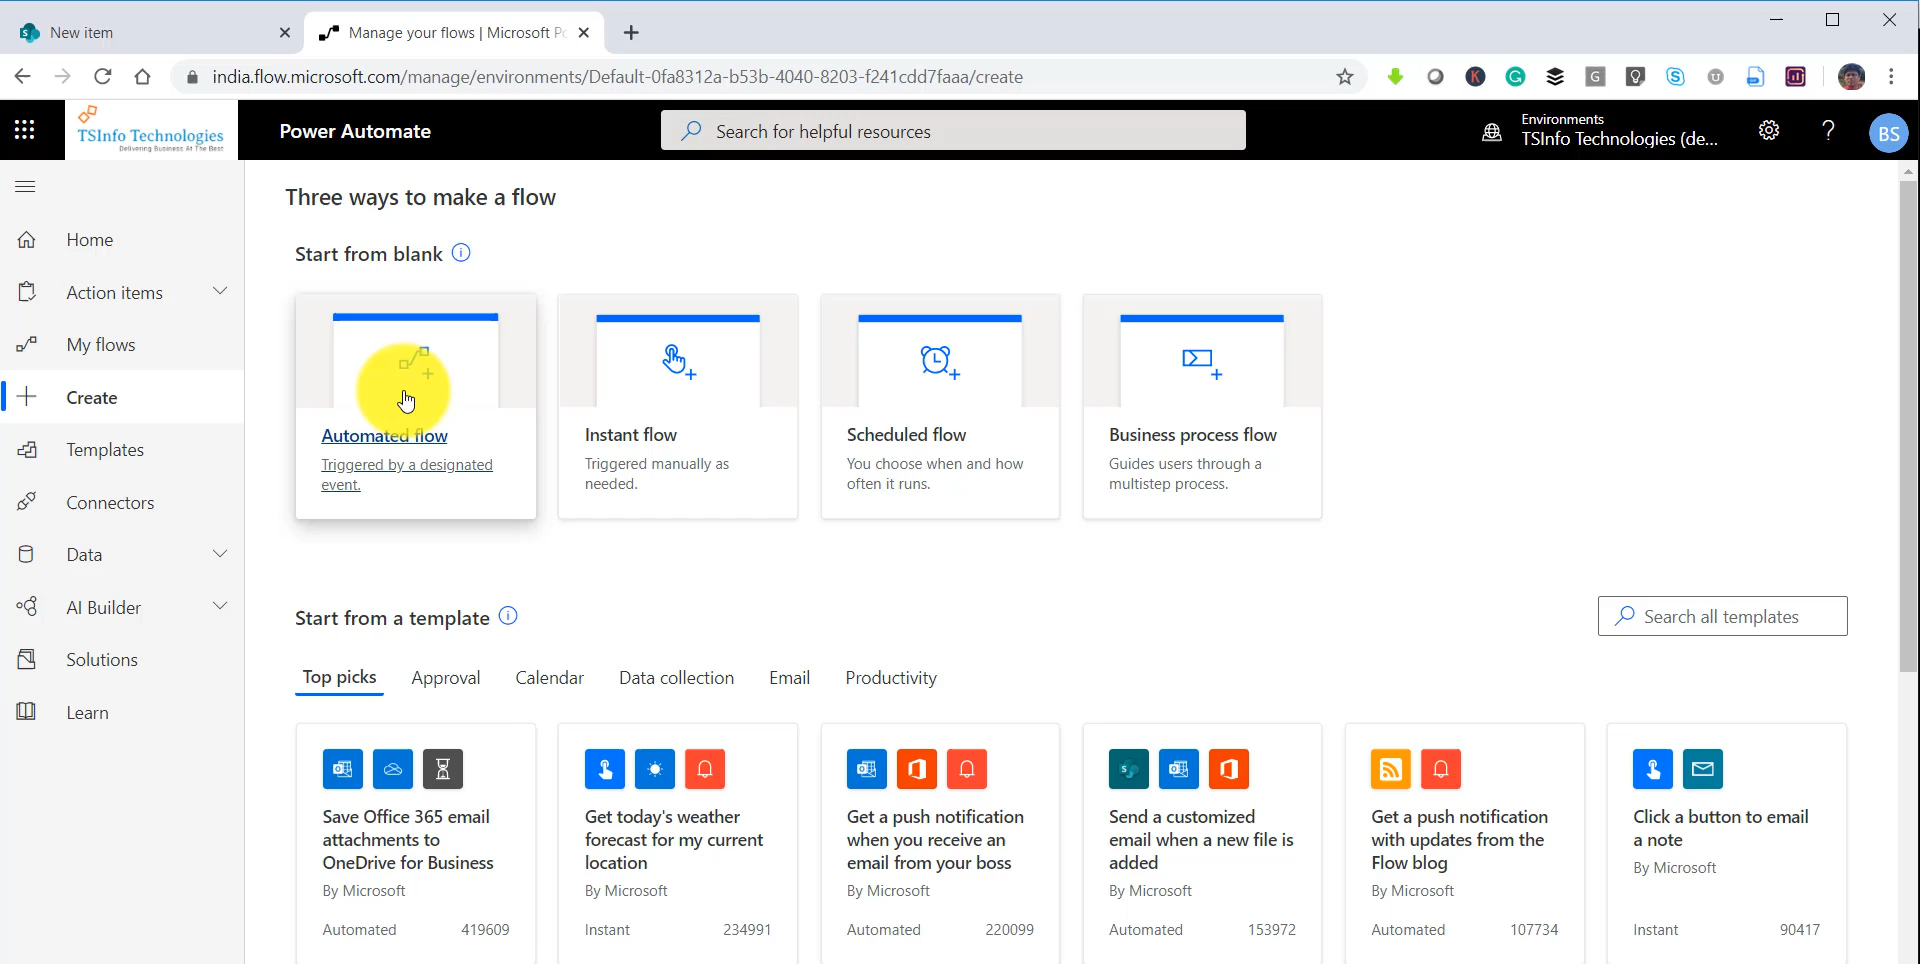 New item
Manage your flows | Microsoft Po
india.flow.microsoft.com/manage/environments/Default-0fa8312a-b53b-4040-8203-f241cdd7faaa/create
TSInfo Technologies
Delivering Business At The Best
Power Automate
Search for helpful resources
Environments
TSInfo Technologies (de...
?
BS
Three ways to make a flow
Start from blank
Home
Action items
My flows
Create
Templates
Connectors
Data
AI Builder
Solutions
Learn
Automated flow
Triggered by a designated
event.
Instant flow
Triggered manually as
needed.
Scheduled flow
You choose when and how
often it runs.
Business process flow
Guides users through a
multistep process.
Start from a template
Search all templates
Top picks
Approval
Calendar
Data collection
Email
Productivity
Save Office 365 email
attachments to
OneDrive for Business
By Microsoft
Automated 419609
Get today's weather
forecast for my current
location
By Microsoft
Instant 234991
Get a push notification
when you receive an
email from your boss
By Microsoft
Automated 220099
Send a customized
email when a new file is
added
By Microsoft
Automated 153972
Get a push notification
with updates from the
Flow blog
By Microsoft
Automated 107734
Click a button to email
a note
By Microsoft
Instant 90417